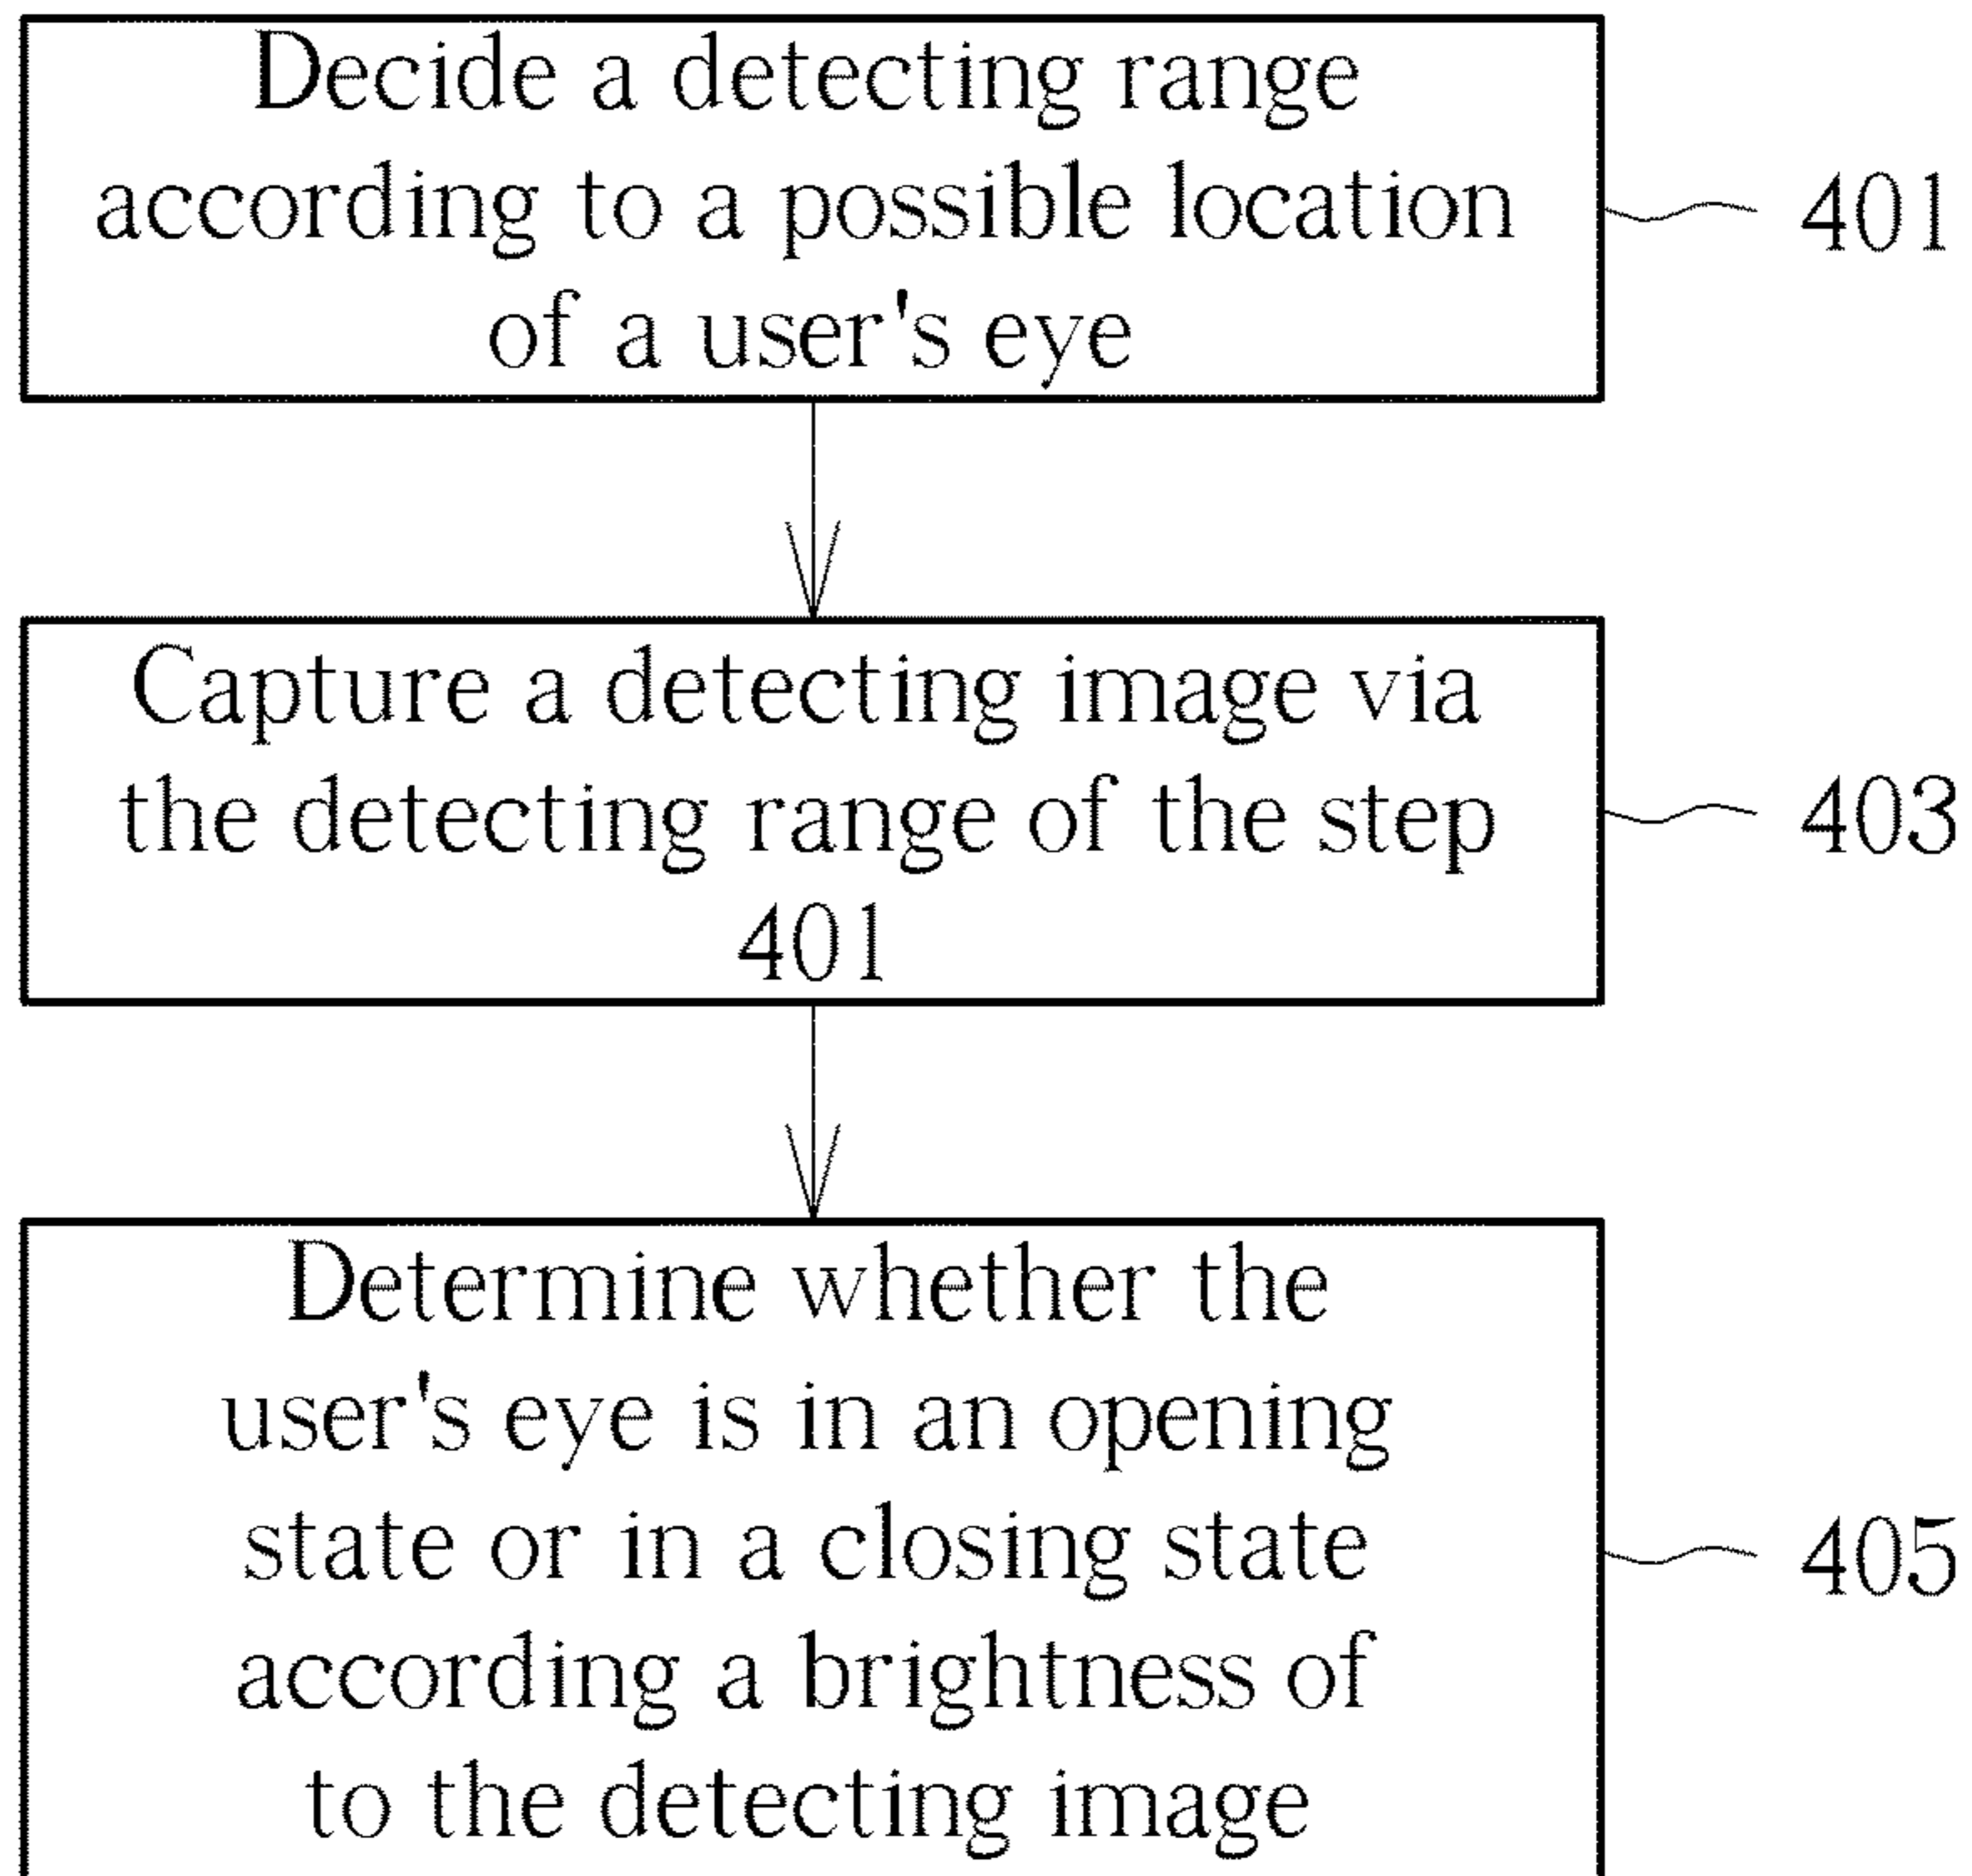 Decide a detecting range
according to a possible location
of a user's eye
401
Capture a detecting image via
the detecting range of the step
401
403
Determine whether the
user's eye is in an opening
state or in a closing state
according a brightness of
to the detecting image
405